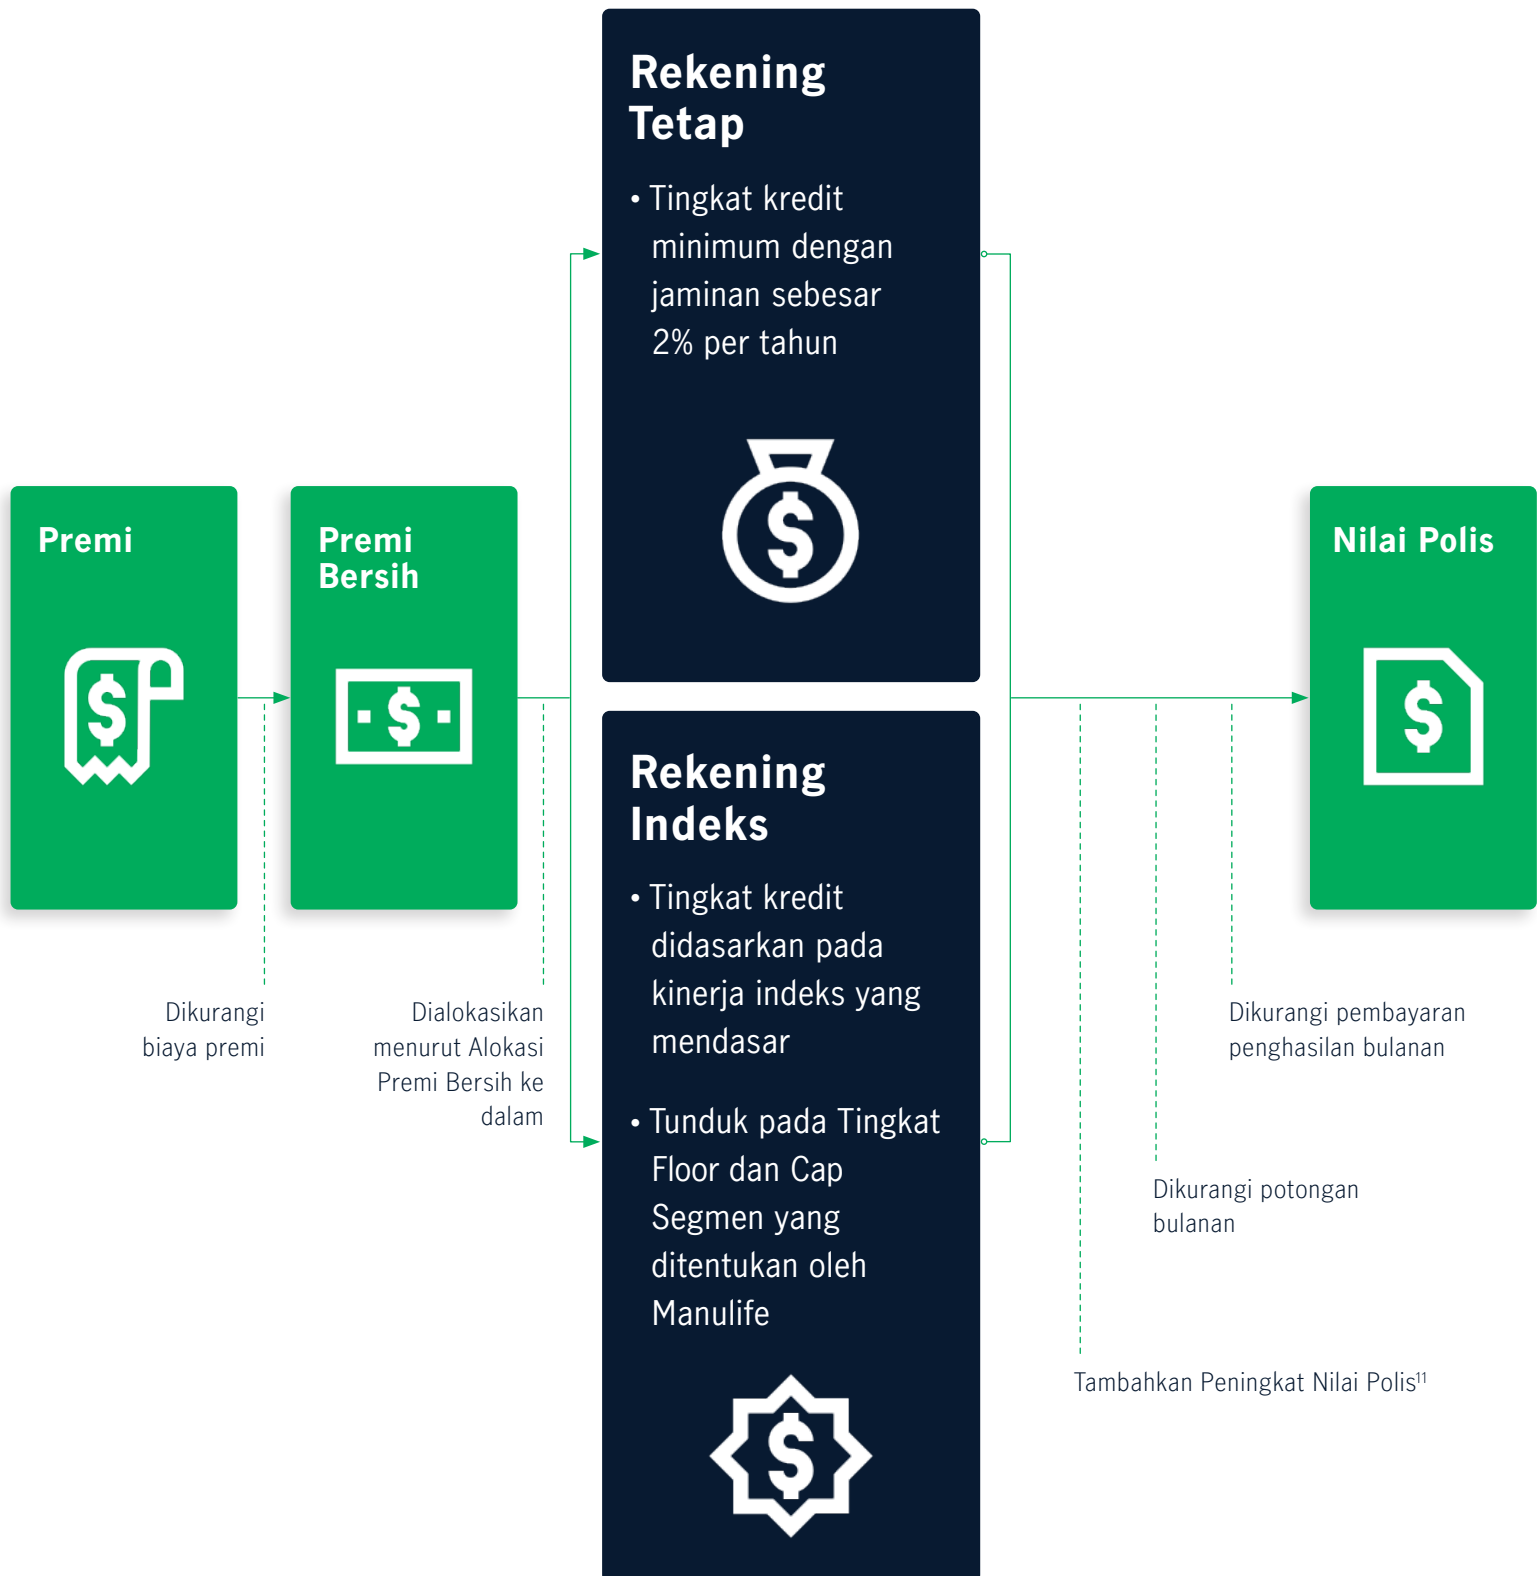 Premi
Dikurangi
biaya premi
Premi
Bersih
Dialokasikan
menurut Alokasi
Premi Bersih ke
dalam
Rekening
Tetap
• Tingkat kredit
minimum dengan
jaminan sebesar
2% per tahun
Rekening
Indeks
• Tingkat kredit
didasarkan pada
kinerja indeks yang
mendasar
• Tunduk pada Tingkat
Floor dan Cap
Segmen yang
ditentukan oleh
Manulife
Tambahkan Peningkat Nilai Polis¹¹
Dikurangi potongan
bulanan
Dikurangi pembayaran
penghasilan bulanan
Nilai Polis